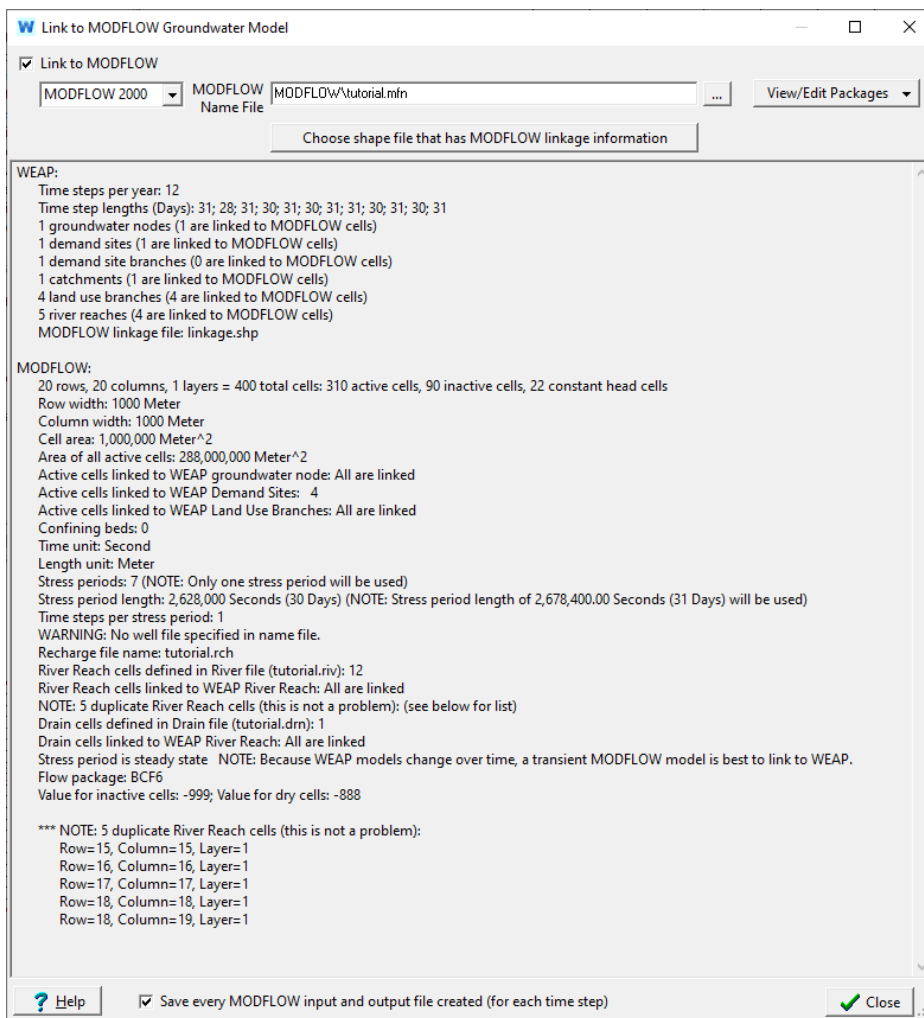 Link to MODFLOW Groundwater Model
Link to MODFLOW
MODFLOW 2000
MODFLOW Name File
MODFLOW\tutorial.mfn
...
View/Edit Packages
Choose shape file that has MODFLOW linkage information
WEAP:
Time steps per year: 12
Time step lengths (Days): 31; 28; 31; 30; 31; 30; 31; 31; 30; 31; 30; 31
1 groundwater nodes (1 are linked to MODFLOW cells)
1 demand sites (1 are linked to MODFLOW cells)
1 demand site branches (0 are linked to MODFLOW cells)
1 catchments (1 are linked to MODFLOW cells)
4 land use branches (4 are linked to MODFLOW cells)
5 river reaches (4 are linked to MODFLOW cells)
MODFLOW linkage file: linkage.shp
MODFLOW:
20 rows, 20 columns, 1 layers = 400 total cells: 310 active cells, 90 inactive cells, 22 constant head cells
Row width: 1000 Meter
Column width: 1000 Meter
Cell area: 1,000,000 Meter^2
Area of all active cells: 288,000,000 Meter^2
Active cells linked to WEAP groundwater node: All are linked
Active cells linked to WEAP Demand Sites: 4
Active cells linked to WEAP Land Use Branches: All are linked
Confining beds: 0
Time unit: Second
Length unit: Meter
Stress periods: 7 (NOTE: Only one stress period will be used)
Stress period length: 2,628,000 Seconds (30 Days) (NOTE: Stress period length of 2,678,400.00 Seconds (31 Days) will be used)
Time steps per stress period: 1
WARNING: No well file specified in name file.
Recharge file name: tutorial.rch
River Reach cells defined in River file (tutorial.riv): 12
River Reach cells linked to WEAP River Reach: All are linked
NOTE: 5 duplicate River Reach cells (this is not a problem): (see below for list)
Drain cells defined in Drain file (tutorial.drn): 1
Drain cells linked to WEAP River Reach: All are linked
Stress period is steady state NOTE: Because WEAP models change over time, a transient MODFLOW model is best to link to WEAP.
Flow package: BCF6
Value for inactive cells: -999; Value for dry cells: -888
*** NOTE: 5 duplicate River Reach cells (this is not a problem):
Row=15, Column=15, Layer=1
Row=16, Column=16, Layer=1
Row=17, Column=17, Layer=1
Row=18, Column=18, Layer=1
Row=18, Column=19, Layer=1
? Help
Save every MODFLOW input and output file created (for each time step)
Close